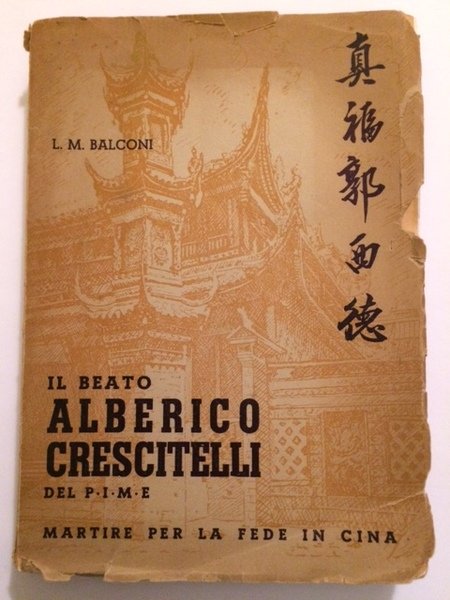 真福郭西德
L. M. BALCONI
IL BEATO
ALBERICO
CRESCITELLI
DEL P·I·M·E
MARTIRE PER LA FEDE IN CINA